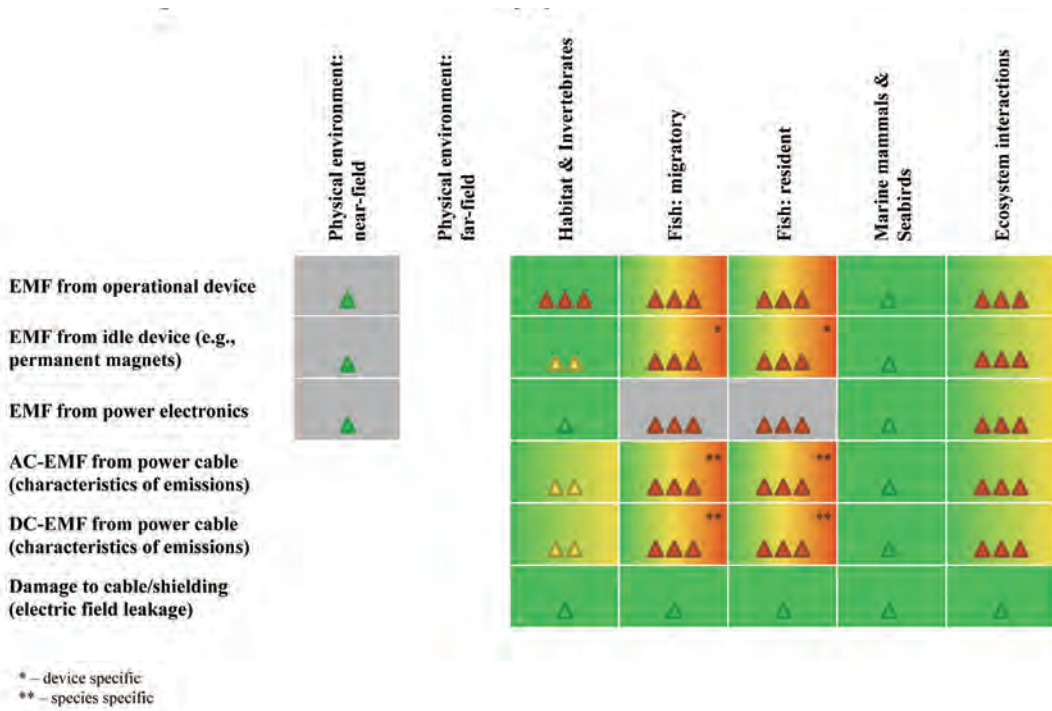 Physical environment:
near-field
Physical environment:
far-field
Habitat & Invertebrates
Fish: migratory
Fish: resident
Marine mammals &
Seabirds
Ecosystem interactions
EMF from operational device
EMF from idle device (e.g.,
permanent magnets)
* *
EMF from power electronics
AC-EMF from power cable
(characteristics of emissions)
** **
DC-EMF from power cable
(characteristics of emissions)
** **
Damage to cable/shielding
(electric field leakage)
* – device specific
** – species specific